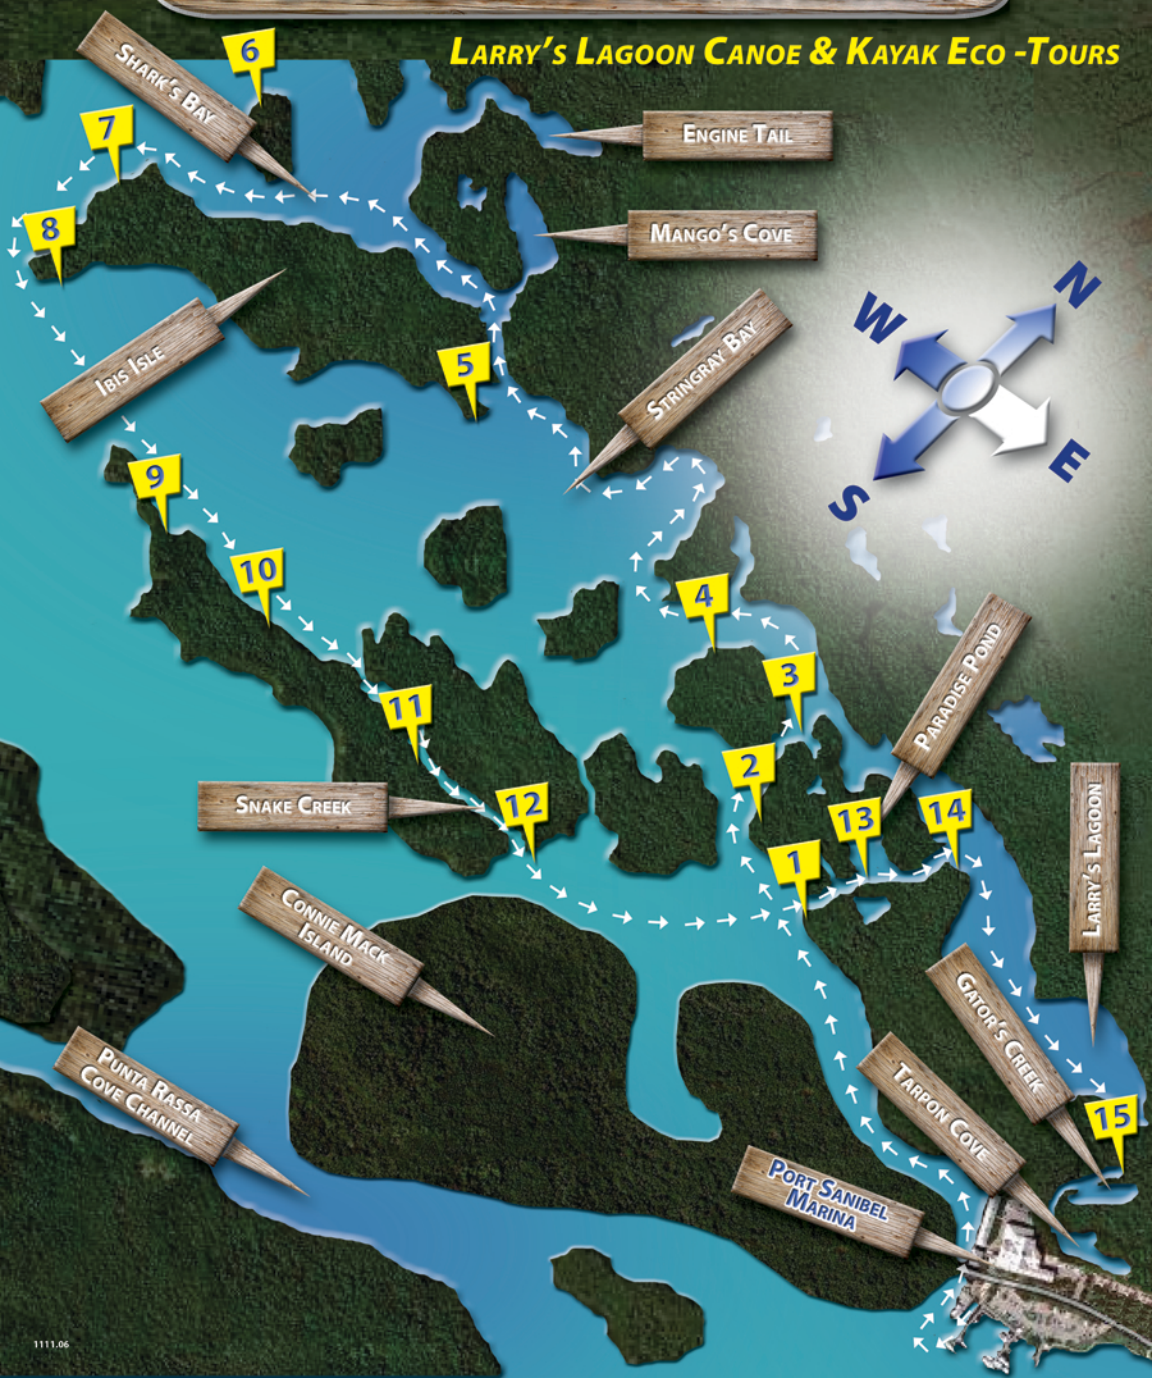 LARRY'S LAGOON CANOE & KAYAK ECO -TOURS
6
SHARK'S BAY
7
ENGINE TAIL
8
MANGO'S COVE
N
W
IBIS ISLE
5
STRINGRAY BAY
E
S
9
10
4
3
PARADISE POND
11
2
SNAKE CREEK
12
13
14
1
LARRY'S LAGOON
CONNIE MACK
ISLAND
GATOR'S CREEK
PUNTA RASSA
COVE CHANNEL
TARPON COVE
15
PORT SANIBEL
MARINA
1111.06